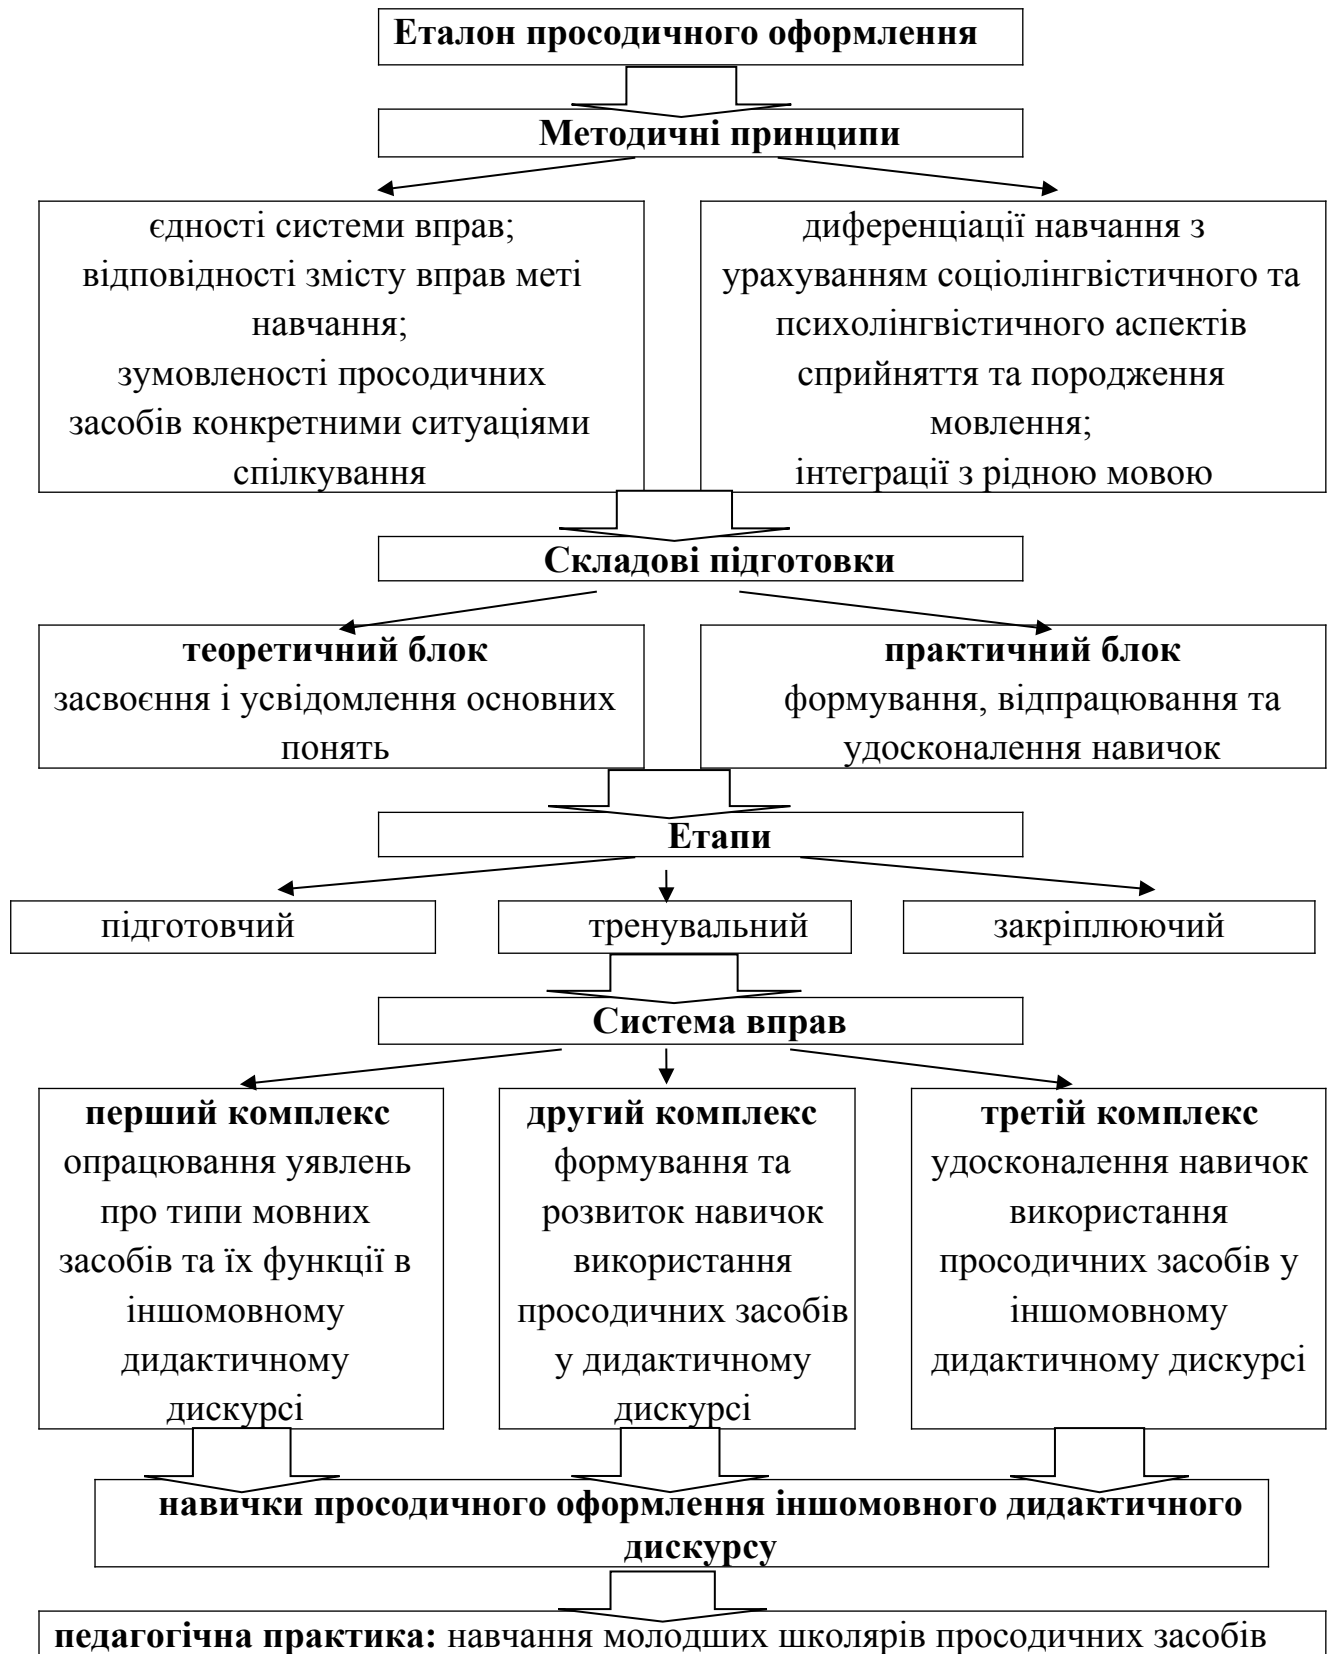 Еталон просодичного оформлення
Методичні принципи
єдності системи вправ;
відповідності змісту вправ меті
навчання;
зумовленості просодичних
засобів конкретними ситуаціями
спілкування
диференціації навчання з
урахуванням соціолінгвістичного та
психолінгвістичного аспектів
сприйняття та породження
мовлення;
інтеграції з рідною мовою
Складові підготовки
теоретичний блок
засвоєння і усвідомлення основних
понять
практичний блок
формування, відпрацювання та
удосконалення навичок
Етапи
підготовчий
тренувальний
закріплюючий
Система вправ
перший комплекс
опрацювання уявлень
про типи мовних
засобів та їх функції в
іншомовному
дидактичному
дискурсі
другий комплекс
формування та
розвиток навичок
використання
просодичних засобів
у дидактичному
дискурсі
третій комплекс
удосконалення навичок
використання
просодичних засобів у
іншомовному
дидактичному дискурсі
навички просодичного оформлення іншомовного дидактичного
дискурсу
педагогічна практика: навчання молодших школярів просодичних засобів